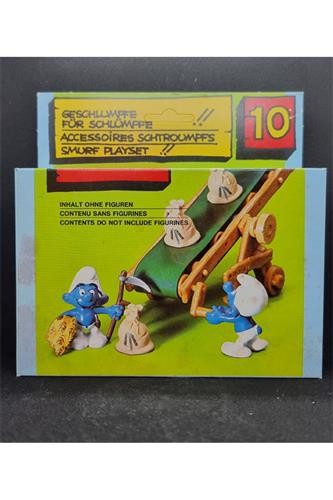 GESCHLUMPFE
FÜR SCHLÜMPFE
ACCESSOIRES SCHTROUMPFS
SMURF PLAYSET
!!
10
INHALT OHNE FIGUREN
CONTENU SANS FIGURINES
CONTENTS DO NOT INCLUDE FIGURINES